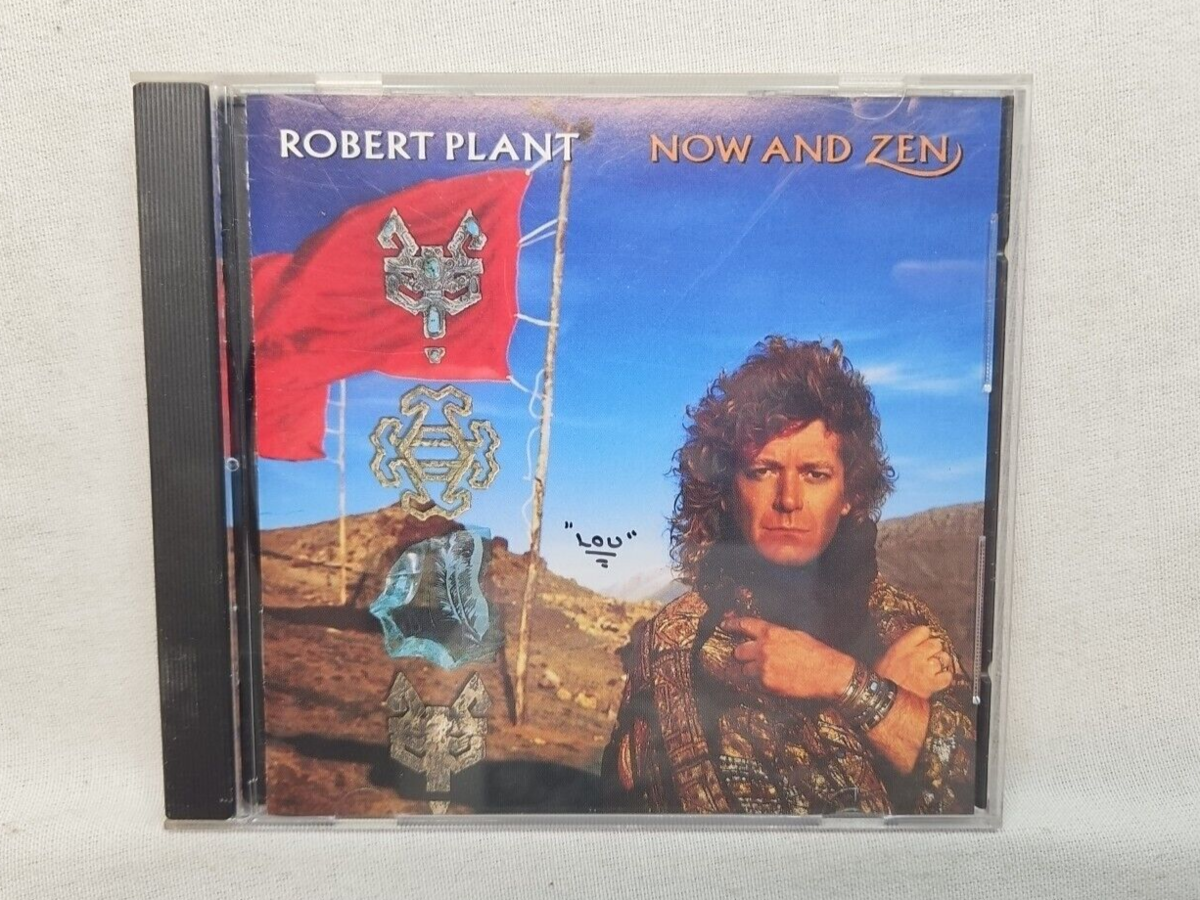 ROBERT PLANT
NOW AND ZEN
"LOU"